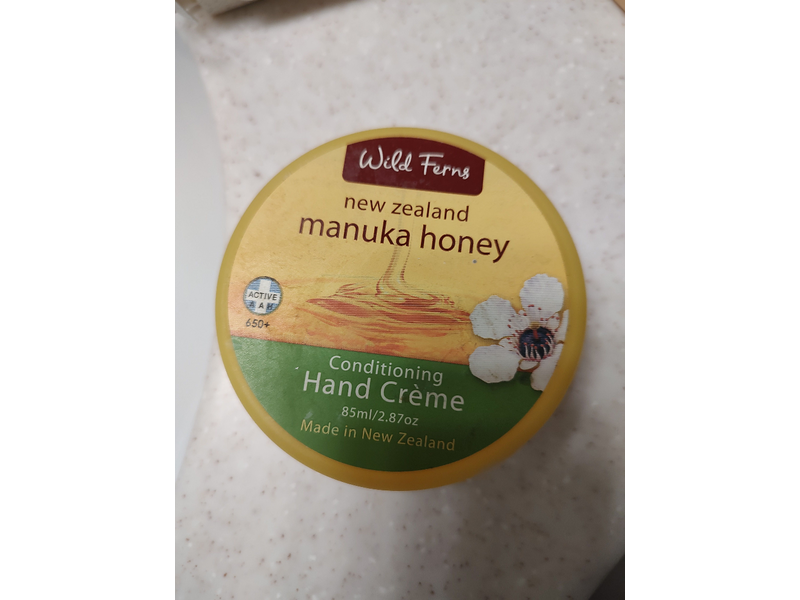 Wild Ferns
new zealand
manuka honey
ACTIVE
A A H
650+
Conditioning
Hand Crème
85ml/2.87oz
Made in New Zealand